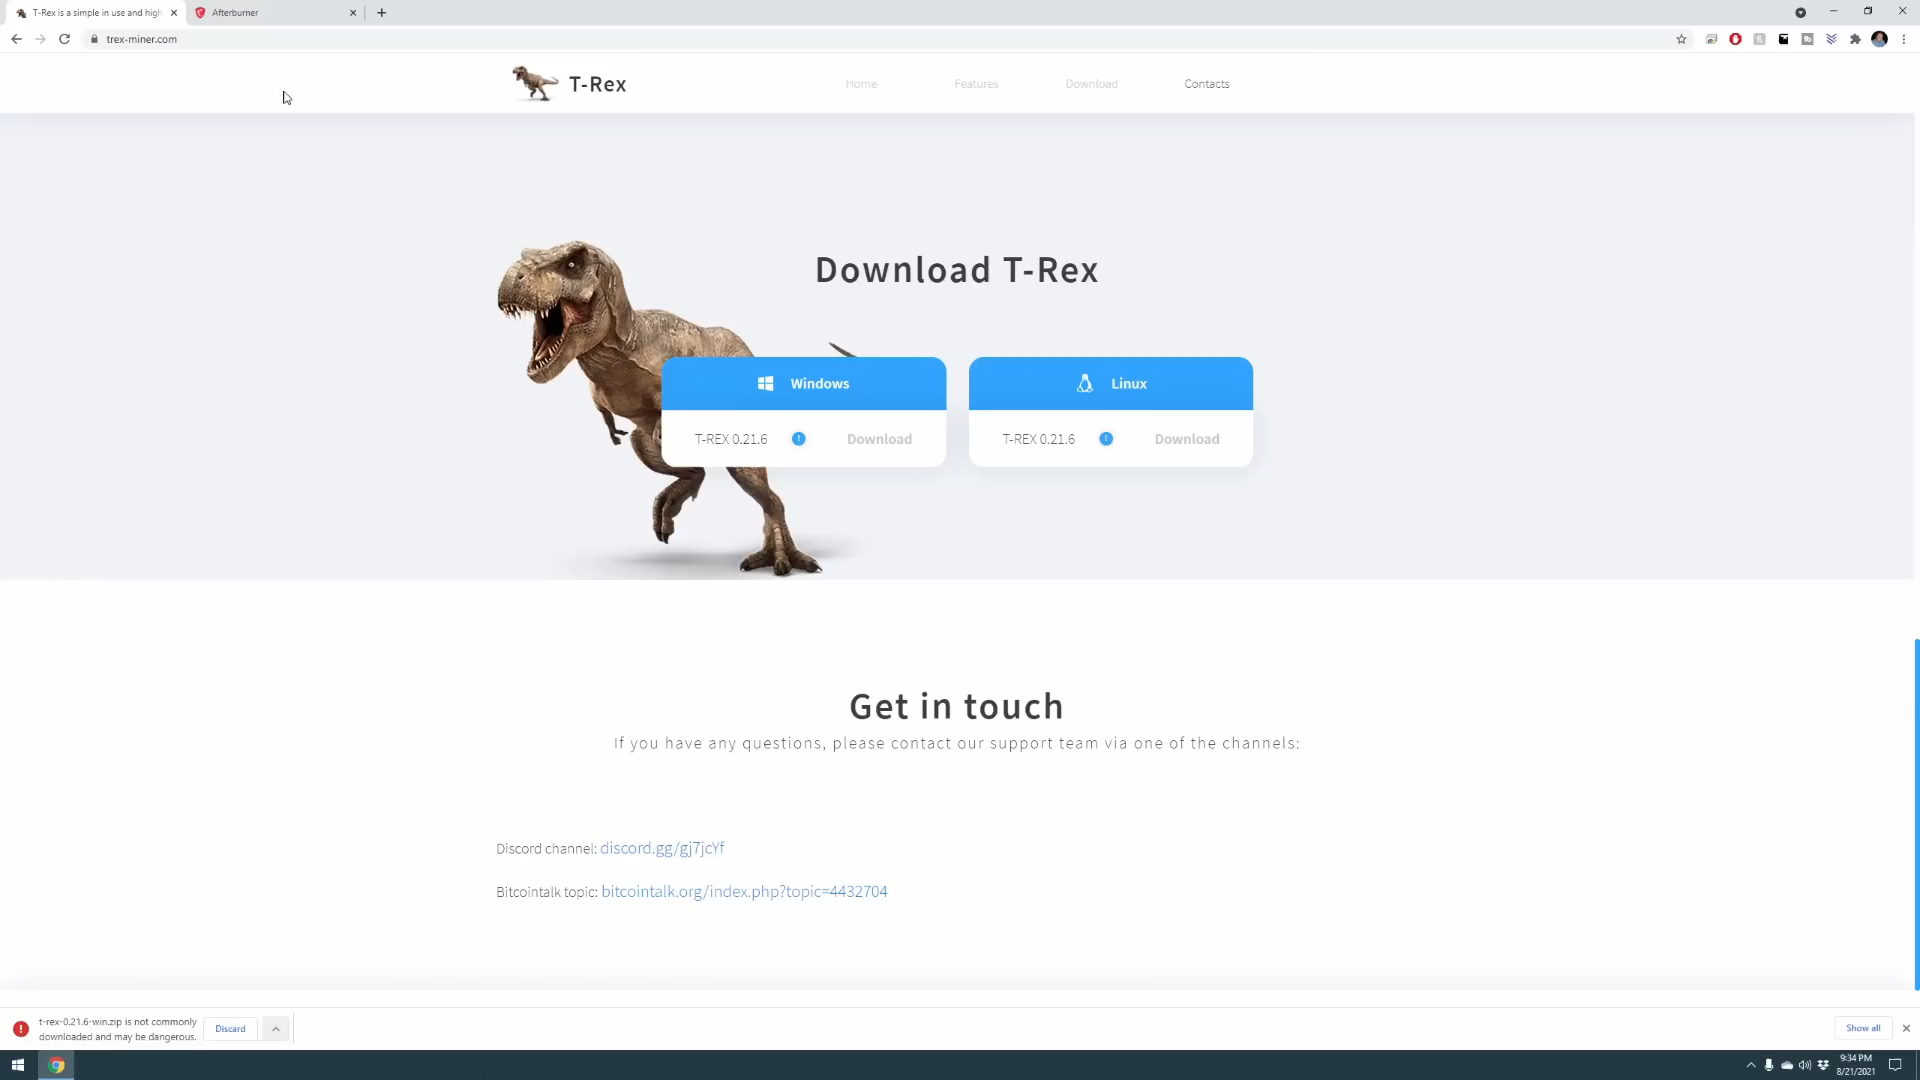 T-Rex is a simple in use and high
Afterburner
trex-miner.com
T-Rex
Home
Features
Download
Contacts
Download T-Rex
Windows
Linux
T-REX 0.21.6
Download
T-REX 0.21.6
Download
Get in touch
If you have any questions, please contact our support team via one of the channels:
Discord channel: discord.gg/gj7jcYf
Bitcointalk topic: bitcointalk.org/index.php?topic=4432704
t-rex-0.21.6-win.zip is not commonly
downloaded and may be dangerous.
Discard
Show all
9:34 PM
8/21/2021